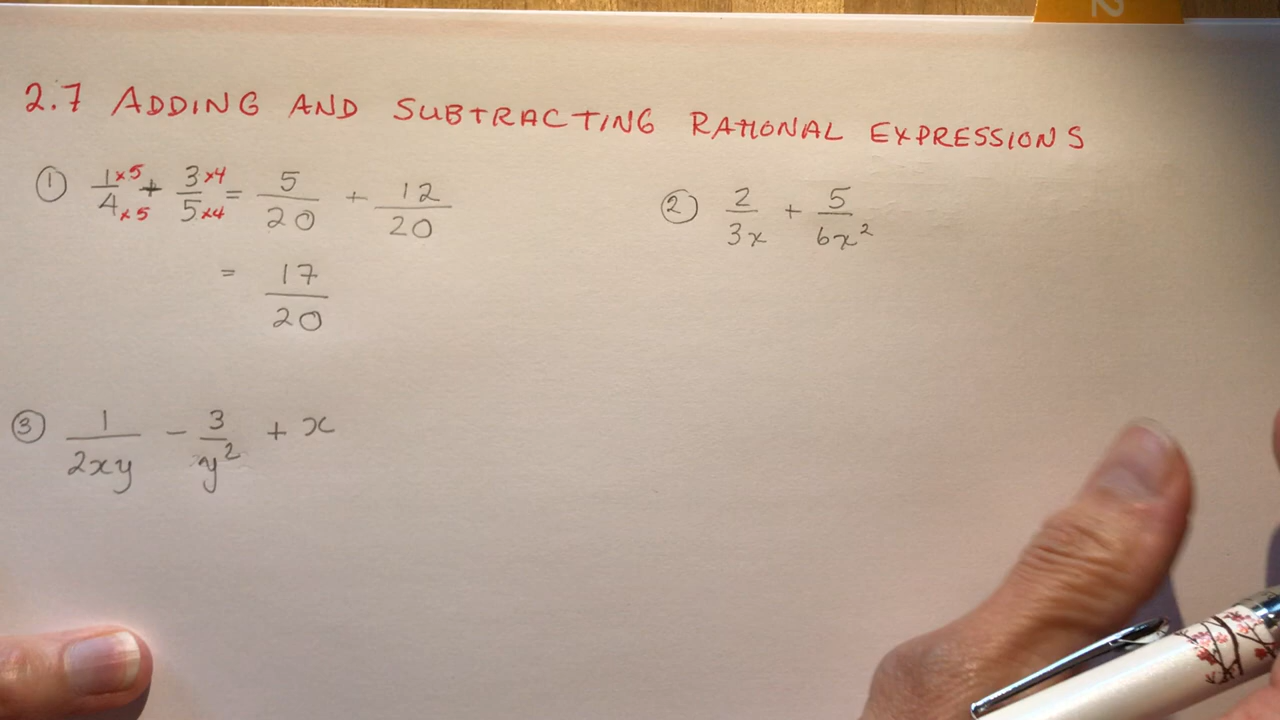 2
2.7 ADDING AND SUBTRACTING RATIONAL EXPRESSIONS
① 1×5/4×5 + 3×4/5×4 = 5/20 + 12/20
= 17/20
② 2/3x + 5/6x²
③ 1/2xy - 3/y² + x